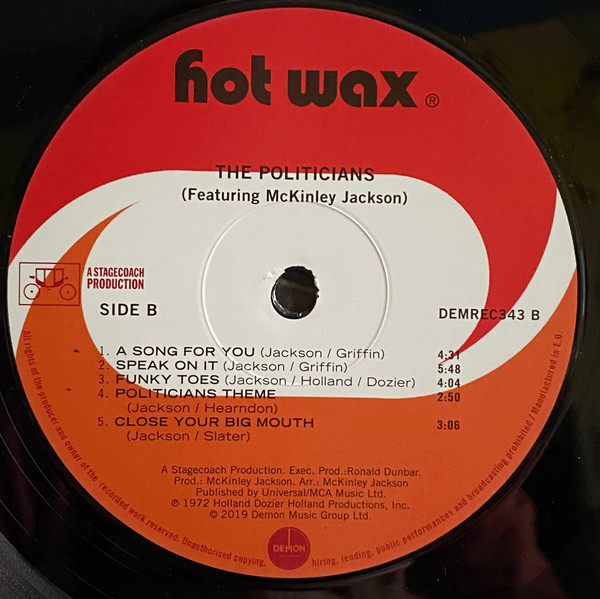 hot wax ®
THE POLITICIANS
(Featuring McKinley Jackson)
A STAGECOACH
PRODUCTION
SIDE B
DEMREC343 B
1. A SONG FOR YOU (Jackson / Griffin) 4:31
2. SPEAK ON IT (Jackson / Griffin) 5:48
3. FUNKY TOES (Jackson / Holland / Dozier) 4:04
4. POLITICIANS THEME 2:50
(Jackson / Hearndon)
5. CLOSE YOUR BIG MOUTH 3:06
(Jackson / Slater)
A Stagecoach Production. Exec. Prod.:Ronald Dunbar.
Prod.: McKinley Jackson. Arr.: McKinley Jackson
Published by Universal/MCA Music Ltd.
℗ 1972 Holland Dozier Holland Productions, Inc.
© 2019 Demon Music Group Ltd.
DEMON
All rights of the producer and owner of the recorded work reserved. Unauthorised copying, hiring, lending, public performances and broadcasting prohibited / Manufactured in E.U.